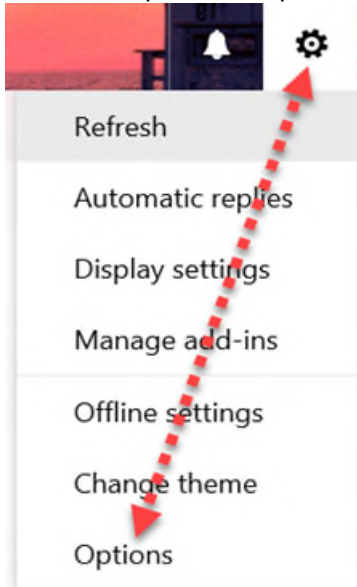 Refresh
Automatic replies
Display settings
Manage add-ins
Offline settings
Change theme
Options